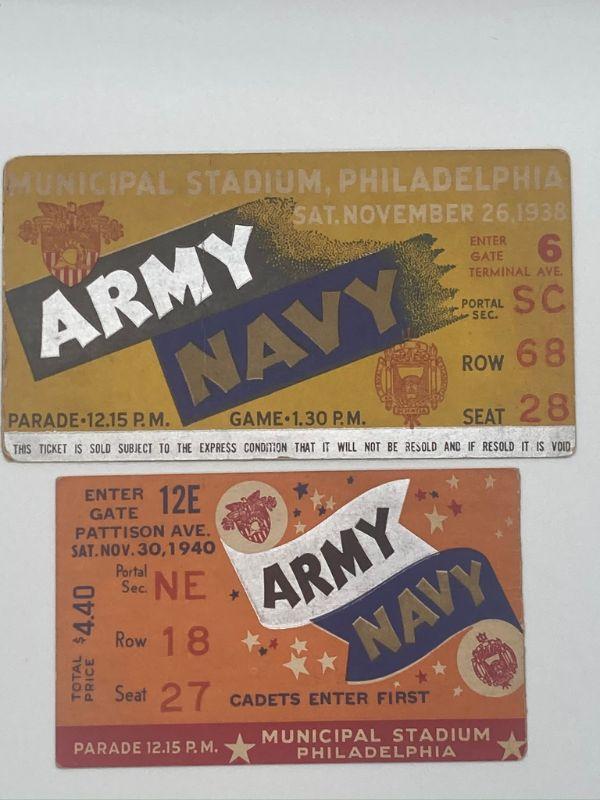 MUNICIPAL STADIUM, PHILADELPHIA
SAT. NOVEMBER 26, 1938
ARMY
NAVY
ENTER GATE 6
TERMINAL AVE.
PORTAL SEC. SC
ROW 68
SEAT 28
PARADE•12.15 P.M. GAME•1.30 P.M.
THIS TICKET IS SOLD SUBJECT TO THE EXPRESS CONDITION THAT IT WILL NOT BE RESOLD AND IF RESOLD IT IS VOID
ENTER GATE 12E
PATTISON AVE.
SAT. NOV. 30, 1940
Portal Sec. NE
Row 18
Seat 27
TOTAL PRICE $4.40
ARMY
NAVY
CADETS ENTER FIRST
PARADE 12.15 P.M.
MUNICIPAL STADIUM
PHILADELPHIA